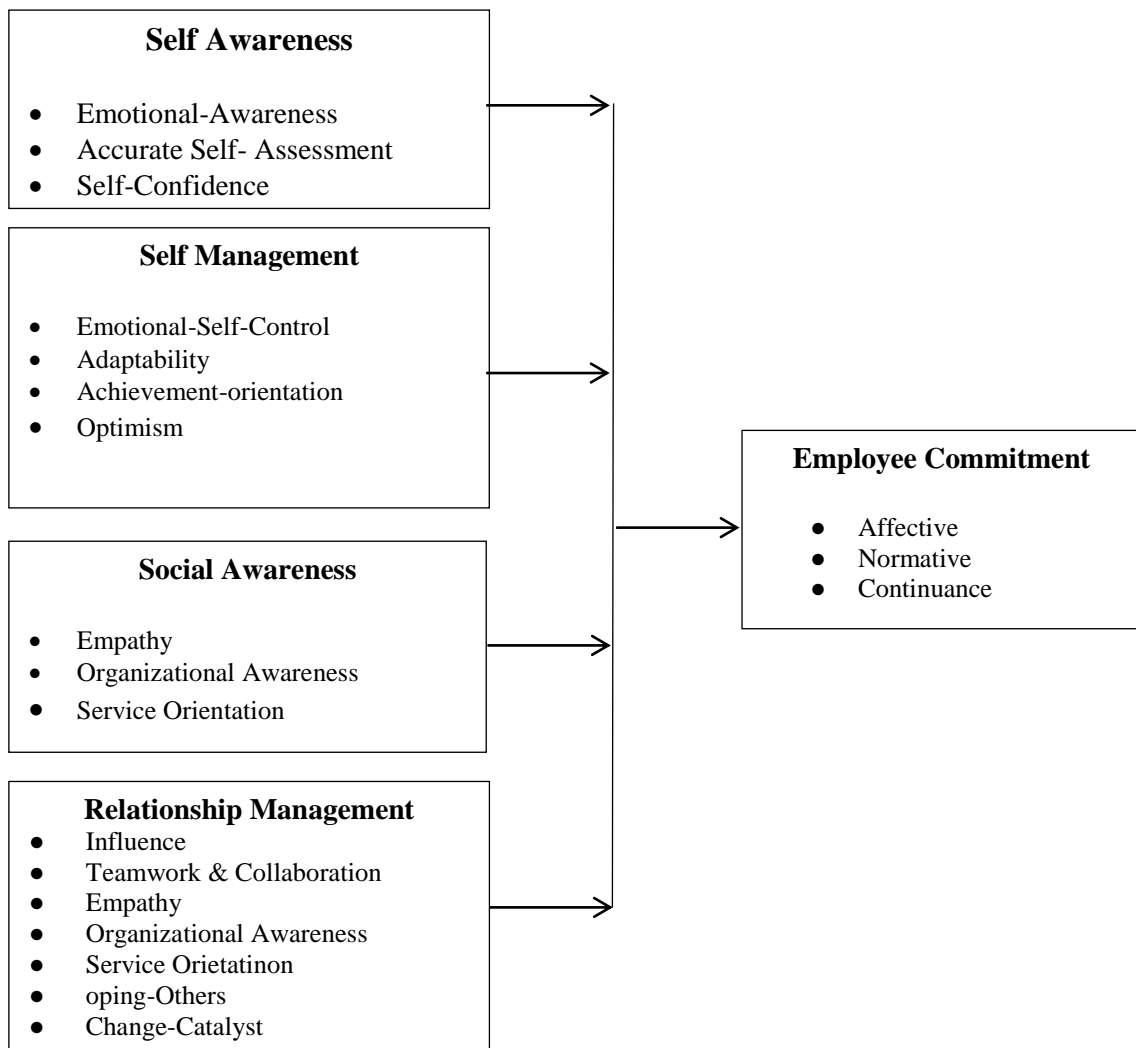 Self Awareness
● Emotional-Awareness
● Accurate Self- Assessment
● Self-Confidence
Self Management
● Emotional-Self-Control
● Adaptability
● Achievement-orientation
● Optimism
Social Awareness
● Empathy
● Organizational Awareness
● Service Orientation
Relationship Management
● Influence
● Teamwork & Collaboration
● Empathy
● Organizational Awareness
● Service Orietatinon
● oping-Others
● Change-Catalyst
Employee Commitment
● Affective
● Normative
● Continuance